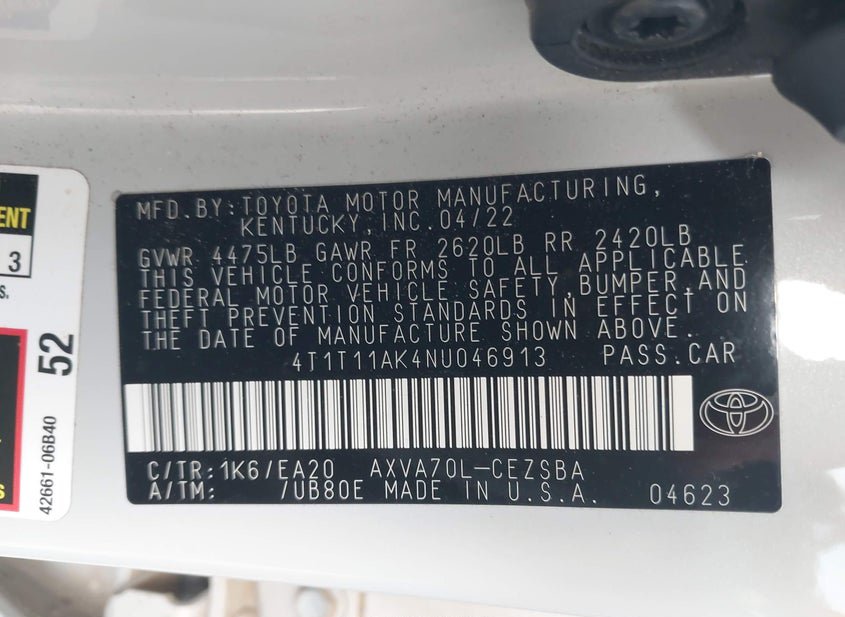 MFD. BY: TOYOTA MOTOR MANUFACTURING,
KENTUCKY, INC. 04/22
GVWR 4475LB GAWR FR 2620LB RR 2420LB
THIS VEHICLE CONFORMS TO ALL APPLICABLE
FEDERAL MOTOR VEHICLE SAFETY, BUMPER, AND
THEFT PREVENTION STANDARDS IN EFFECT ON
THE DATE OF MANUFACTURE SHOWN ABOVE.
4T1T11AK4NU046913 PASS. CAR
C/TR: 1K6/EA20 AXVA70L-CEZSBA
A/TM: /UB80E MADE IN U.S.A. 04623
3
52
42661-06B40